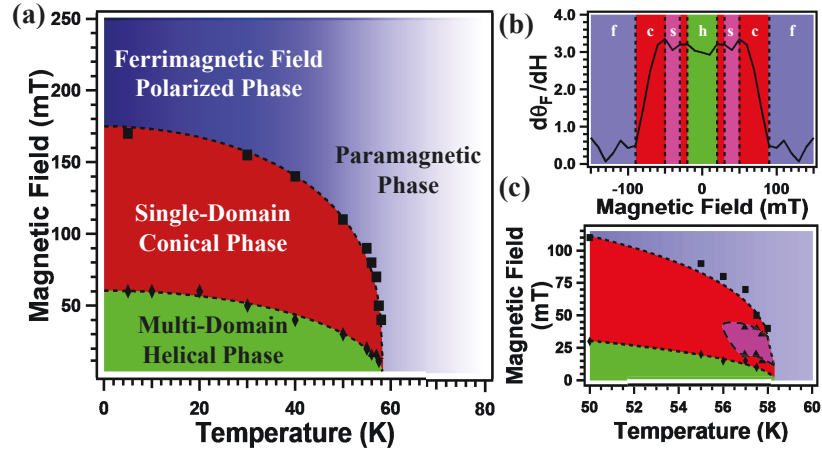 (a)
Magnetic Field (mT)
250
200
150
100
50
Ferrimagnetic Field
Polarized Phase
Paramagnetic
Phase
Single-Domain
Conical Phase
Multi-Domain
Helical Phase
0 20 40 60 80
Temperature (K)
(b)
dθF/dH
4.0
3.0
2.0
1.0
0.0
f c s h s c f
-100 0 100
Magnetic Field (mT)
(c)
Magnetic Field
(mT)
100
75
50
25
0
50 52 54 56 58 60
Temperature (K)